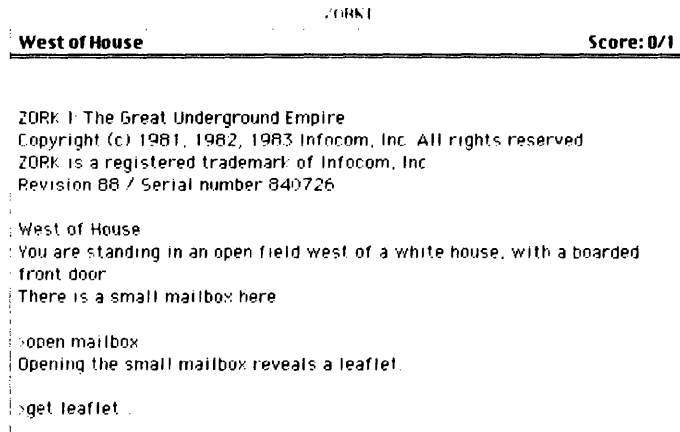 ZORK I
West of House Score: 0/1
ZORK I: The Great Underground Empire
Copyright (c) 1981, 1982, 1983 Infocom, Inc. All rights reserved
ZORK is a registered trademark of Infocom, Inc
Revision 88 / Serial number 840726
West of House
You are standing in an open field west of a white house, with a boarded
front door
There is a small mailbox here
>open mailbox
Opening the small mailbox reveals a leaflet.
>get leaflet